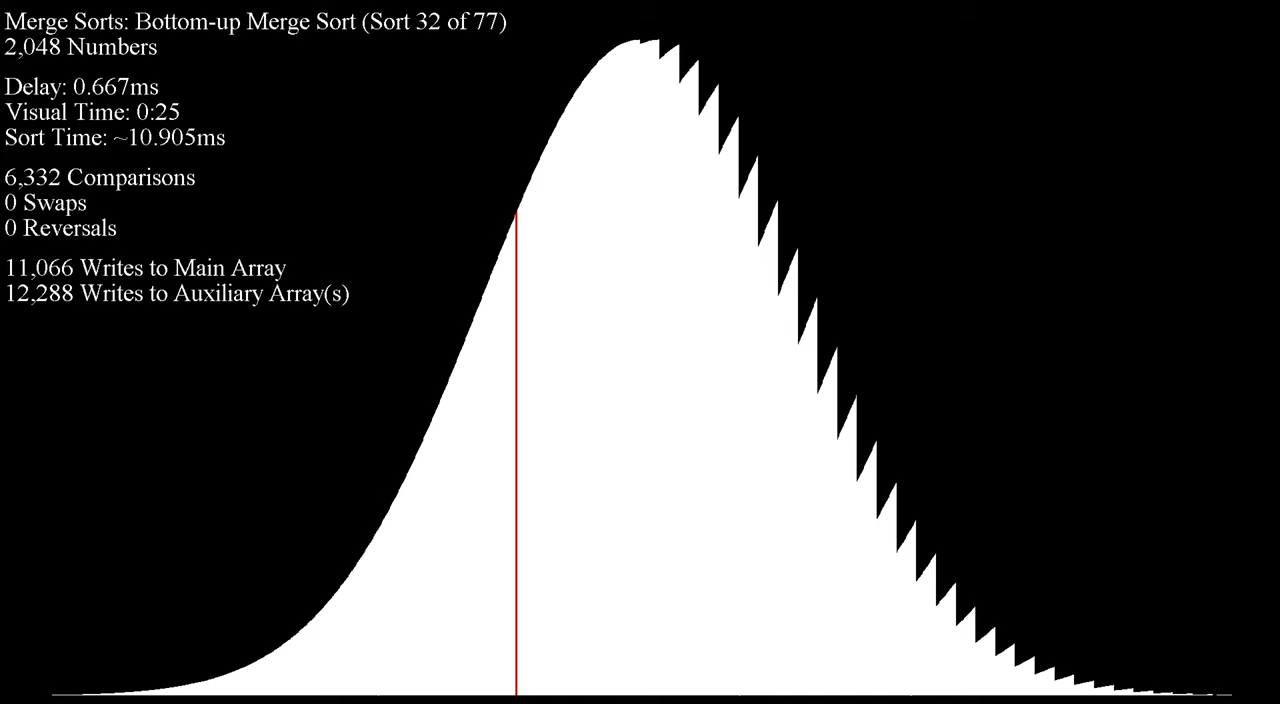 Merge Sorts: Bottom-up Merge Sort (Sort 32 of 77)
2,048 Numbers
Delay: 0.667ms
Visual Time: 0:25
Sort Time: ~10.905ms
6,332 Comparisons
0 Swaps
0 Reversals
11,066 Writes to Main Array
12,288 Writes to Auxiliary Array(s)